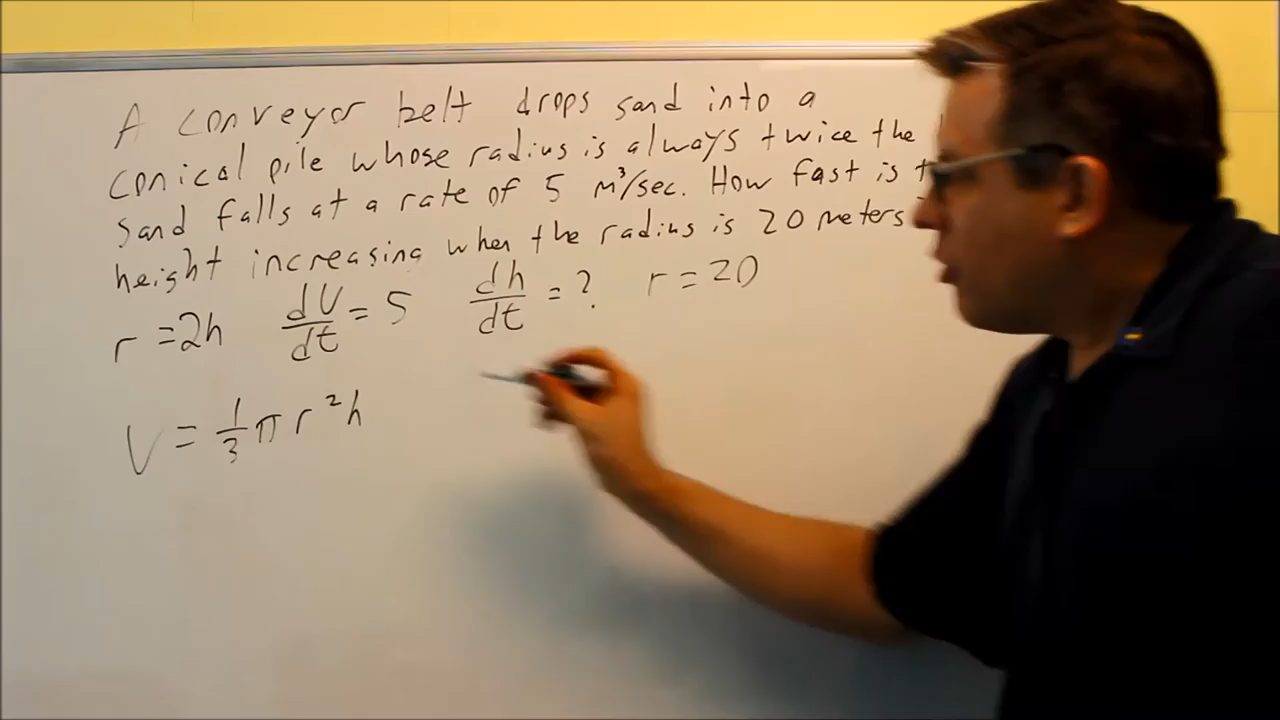 A conveyor belt drops sand into a
conical pile whose radius is always twice the
sand falls at a rate of 5 m³/sec. How fast is
height increasing when the radius is 20 meters
r = 2h dV/dt = 5 dh/dt = ? r = 20
V = 1/3 π r² h